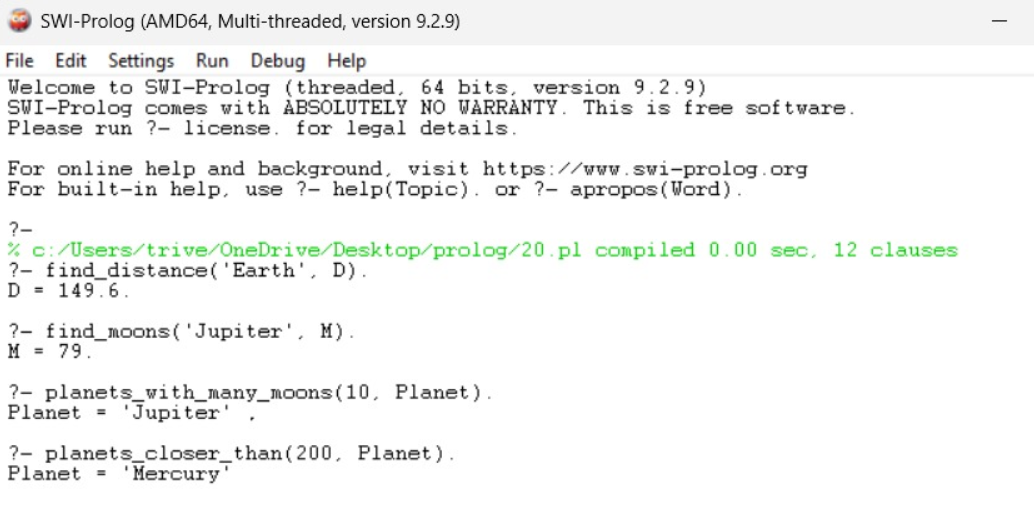 SWI-Prolog (AMD64, Multi-threaded, version 9.2.9)
File Edit Settings Run Debug Help
Welcome to SWI-Prolog (threaded, 64 bits, version 9.2.9)
SWI-Prolog comes with ABSOLUTELY NO WARRANTY. This is free software.
Please run ?- license. for legal details.
For online help and background, visit https://www.swi-prolog.org
For built-in help, use ?- help(Topic). or ?- apropos(Word).
?-
% c:/Users/trive/OneDrive/Desktop/prolog/20.pl compiled 0.00 sec, 12 clauses
?- find_distance('Earth', D).
D = 149.6.
?- find_moons('Jupiter', M).
M = 79.
?- planets_with_many_moons(10, Planet).
Planet = 'Jupiter' .
?- planets_closer_than(200, Planet).
Planet = 'Mercury'